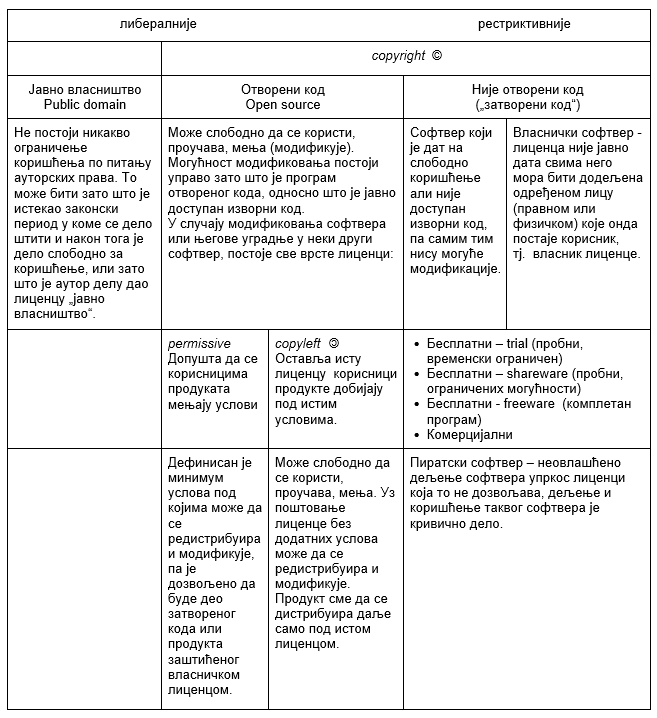 либералније
рестриктивније
copyright ©
Јавно власништво
Public domain
Отворени код
Open source
Није отворени код
(„затворени код“)
Не постоји никакво
ограничење
коришћења по питању
ауторских права. То
може бити зато што је
истекао законски
период у коме се дело
штити и након тога је
дело слободно за
коришћење, или зато
што је аутор делу дао
лиценцу „јавно
власништво“.
Може слободно да се користи,
проучава, мења (модификује).
Могућност модификовања постоји
управо зато што је програм
отвореног кода, односно што је јавно
доступан изворни код.
У случају модификовања софтвера
или његове уградње у неки други
софтвер, постоје све врсте лиценци:
Софтвер који
је дат на
слободно
коришћење
али није
доступан
изворни код,
па самим тим
нису могуће
модификације.
Власнички софтвер -
лиценца није јавно
дата свима него
мора бити додељена
одређеном лицу
(правном или
физичком) које онда
постаје корисник,
тј. власник лиценце.
permissive
Допушта да се
корисницима
продуката
мењају услови
copyleft 🄯
Оставља исту
лиценцу корисници
продукте добијају
под истим
условима.
• Бесплатни – trial (пробни,
временски ограничен)
• Бесплатни – shareware (пробни,
ограничених могућности)
• Бесплатни - freeware (комплетан
програм)
• Комерцијални
Дефинисан је
минимум
услова под
којима може да
се
редистрибуира
и модификује,
па је
дозвољено да
буде део
затвореног
кода или
продукта
заштићеног
власничком
лиценцом.
Може слободно да
се користи,
проучава, мења. Уз
поштовање
лиценце без
додатних услова
може да се
редистрибуира и
модификује.
Продукт сме да се
дистрибуира даље
само под истом
лиценцом.
Пиратски софтвер – неовлашћено
дељење софтвера упркос лиценци
која то не дозвољава, дељење и
коришћење таквог софтвера је
кривично дело.